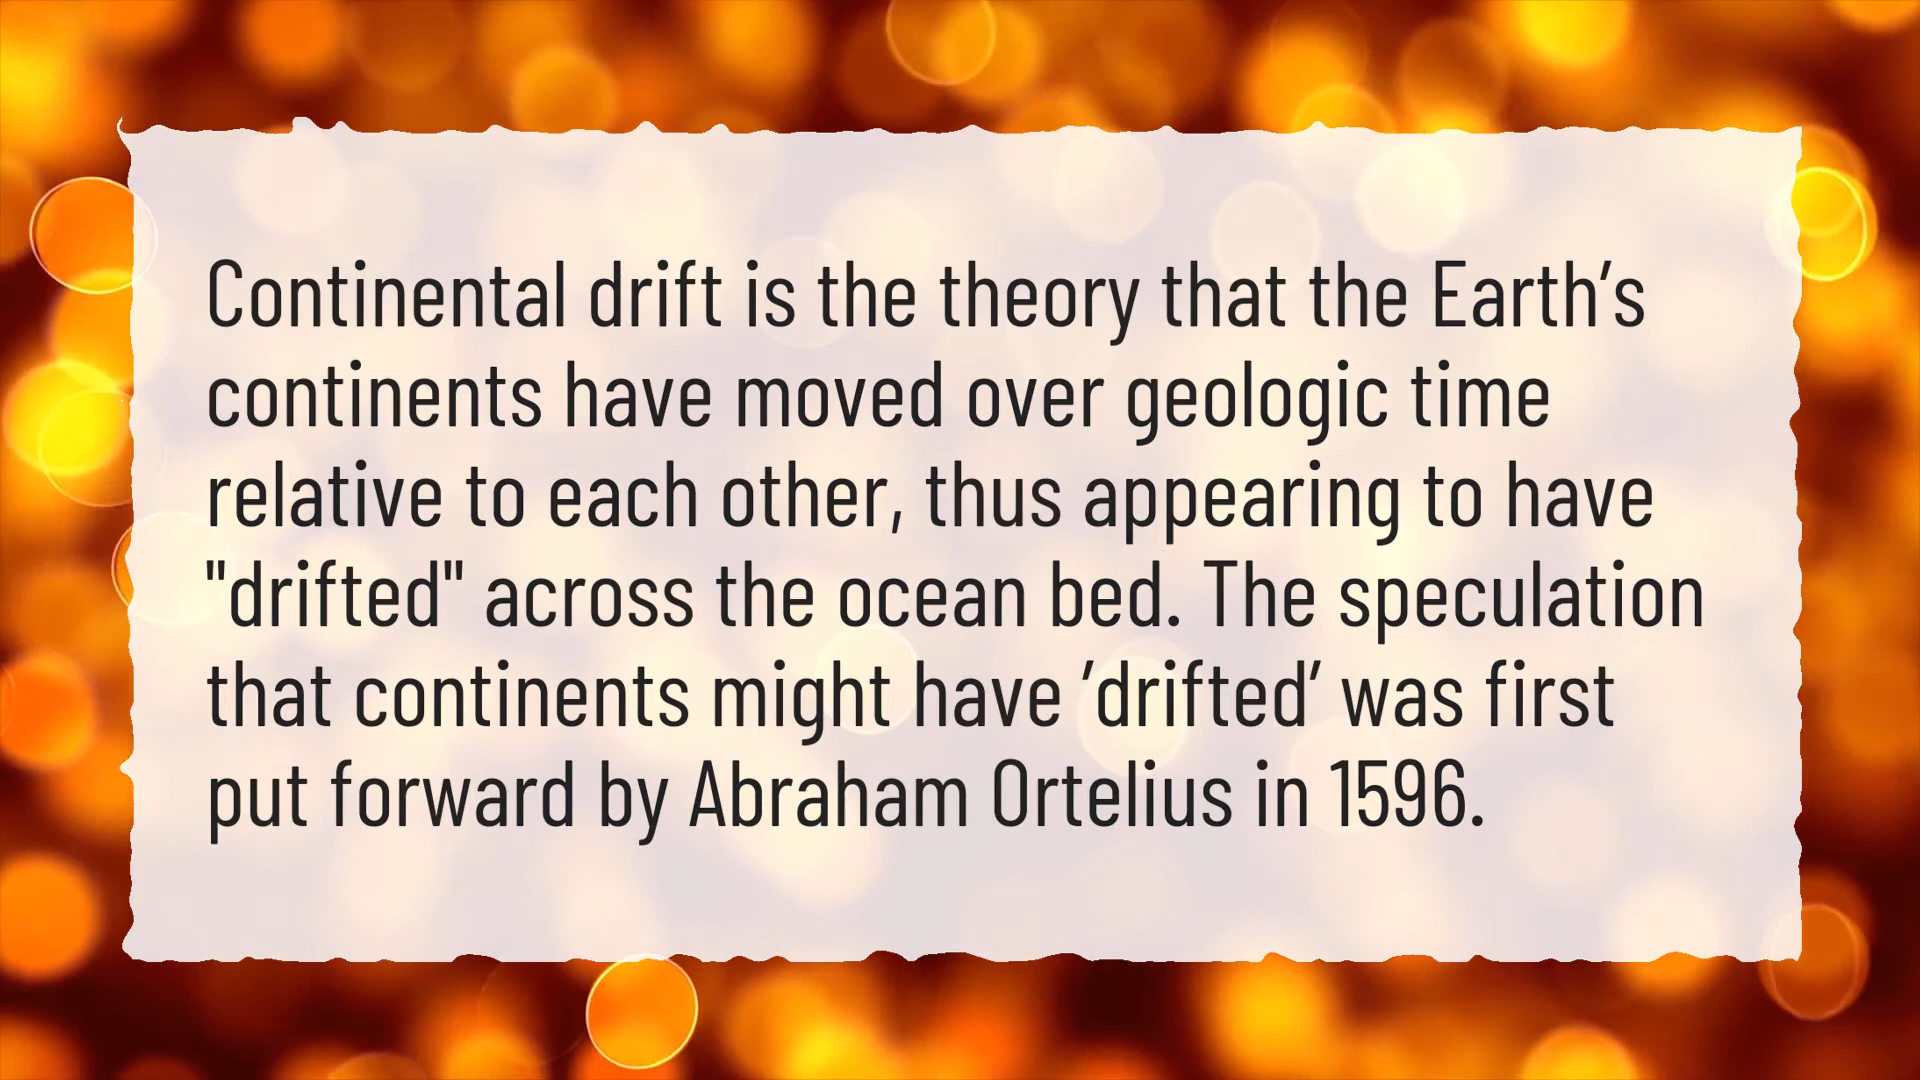 Continental drift is the theory that the Earth’s
continents have moved over geologic time
relative to each other, thus appearing to have
"drifted" across the ocean bed. The speculation
that continents might have ’drifted’ was first
put forward by Abraham Ortelius in 1596.